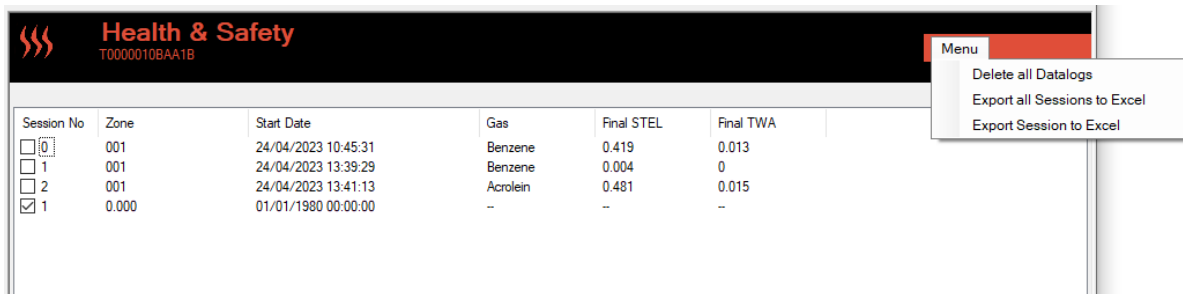 Health & Safety
T0000010BAA1B
Menu
Delete all Datalogs
Export all Sessions to Excel
Export Session to Excel
Session No Zone Start Date Gas Final STEL Final TWA
0 001 24/04/2023 10:45:31 Benzene 0.419 0.013
1 001 24/04/2023 13:39:29 Benzene 0.004 0
2 001 24/04/2023 13:41:13 Acrolein 0.481 0.015
1 0.000 01/01/1980 00:00:00 -- -- --